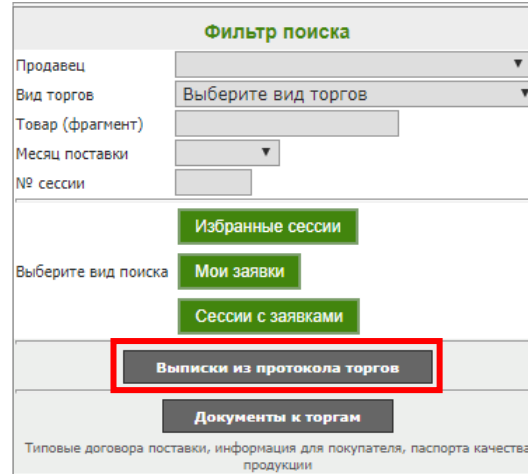 Фильтр поиска
Продавец
Вид торгов Выберите вид торгов
Товар (фрагмент)
Месяц поставки
№ сессии
Избранные сессии
Выберите вид поиска Мои заявки
Сессии с заявками
Выписки из протокола торгов
Документы к торгам
Типовые договора поставки, информация для покупателя, паспорта качества
продукции